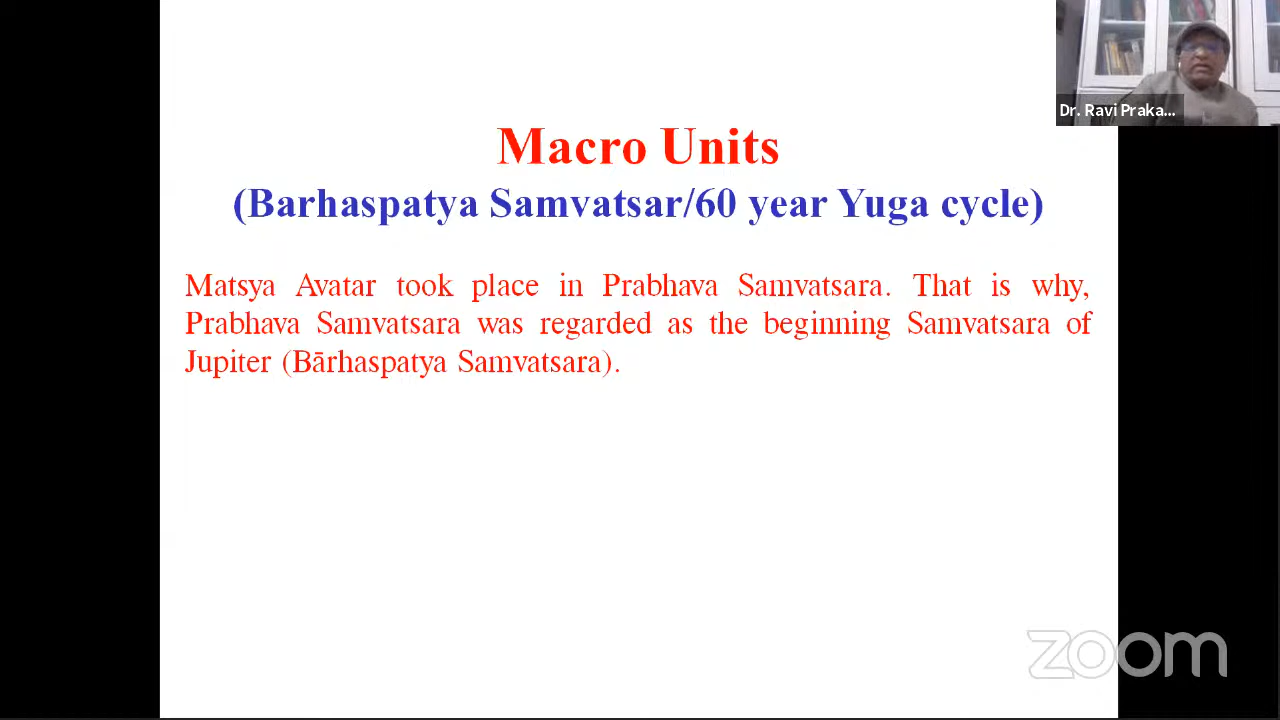 Dr. Ravi Praka...
Macro Units
(Barhaspatya Samvatsar/60 year Yuga cycle)
Matsya Avatar took place in Prabhava Samvatsara. That is why,
Prabhava Samvatsara was regarded as the beginning Samvatsara of
Jupiter (Bārhaspatya Samvatsara).
zoom